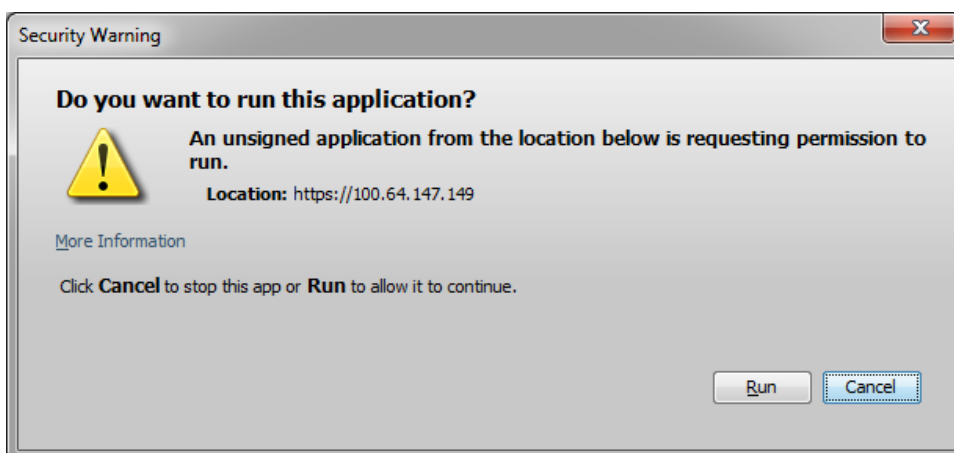 Security Warning
Do you want to run this application?
An unsigned application from the location below is requesting permission to
run.
Location: https://100.64.147.149
More Information
Click Cancel to stop this app or Run to allow it to continue.
Run
Cancel